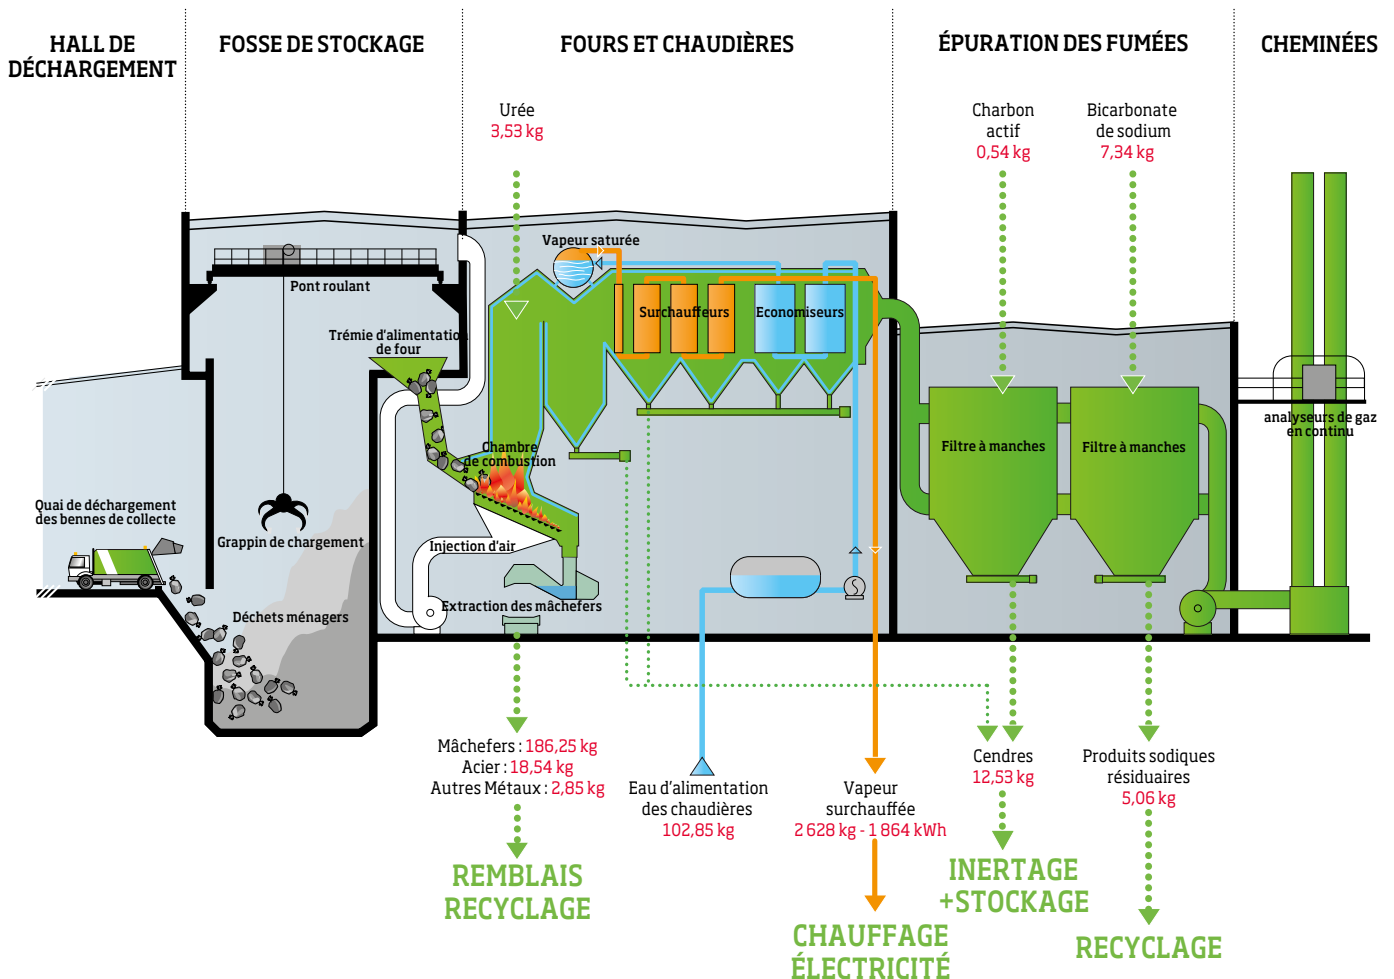 HALL DE
DÉCHARGEMENT
FOSSE DE STOCKAGE
FOURS ET CHAUDIÈRES
ÉPURATION DES FUMÉES
CHEMINÉES
Urée
3,53 kg
Charbon
actif
0,54 kg
Bicarbonate
de sodium
7,34 kg
Vapeur saturée
Pont roulant
Surchauffeurs
Economiseurs
Trémie d'alimentation
de four
analyseurs de gaz
en continu
Chambre
de combustion
Filtre à manches
Filtre à manches
Quai de déchargement
des bennes de collecte
Grappin de chargement
Injection d'air
Extraction des mâchefers
Déchets ménagers
Mâchefers : 186,25 kg
Acier : 18,54 kg
Autres Métaux : 2,85 kg
Eau d'alimentation
des chaudières
102,85 kg
Vapeur
surchauffée
2 628 kg - 1 864 kWh
Cendres
12,53 kg
Produits sodiques
résiduaires
5,06 kg
REMBLAIS
RECYCLAGE
CHAUFFAGE
ÉLECTRICITÉ
INERTAGE
+STOCKAGE
RECYCLAGE